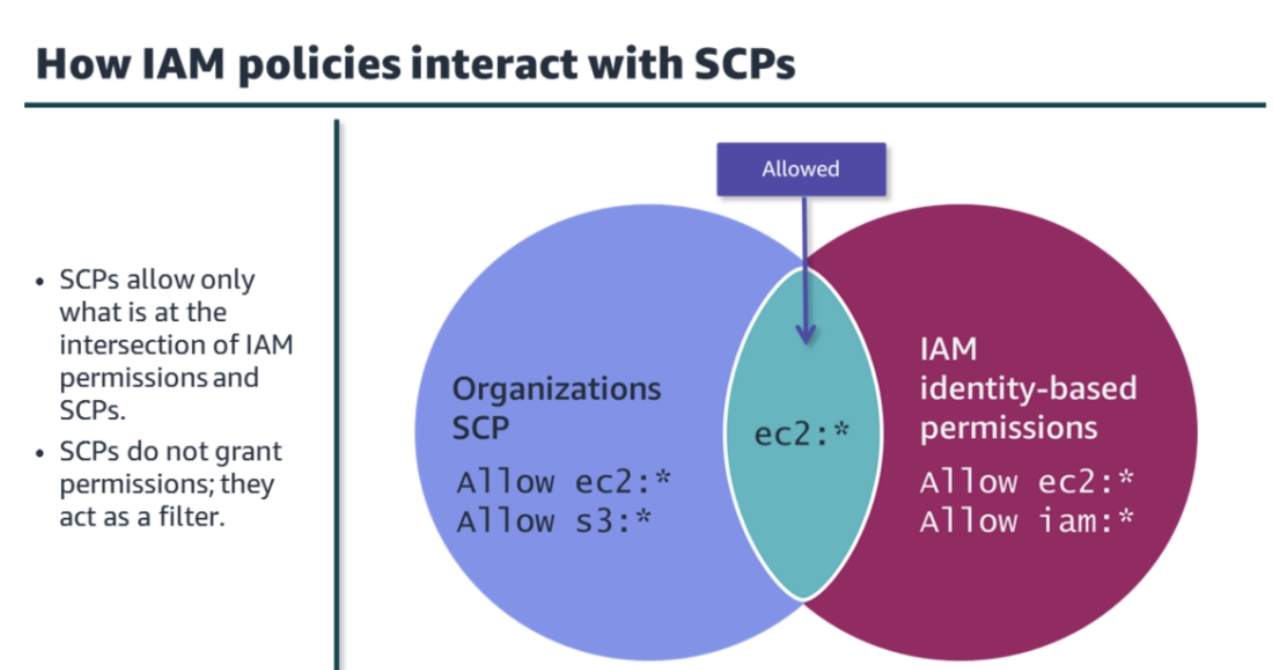 How IAM policies interact with SCPs
• SCPs allow only
what is at the
intersection of IAM
permissions and
SCPs.
• SCPs do not grant
permissions; they
act as a filter.
Allowed
Organizations
SCP
Allow ec2:*
Allow s3:*
ec2:*
IAM
identity-based
permissions
Allow ec2:*
Allow iam:*